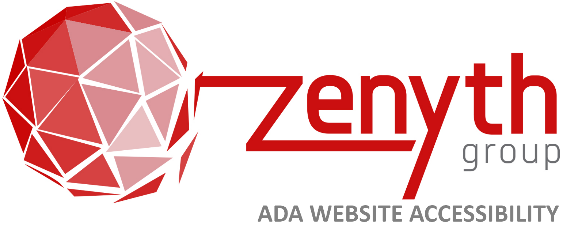 zenyth
group
ADA WEBSITE ACCESSIBILITY